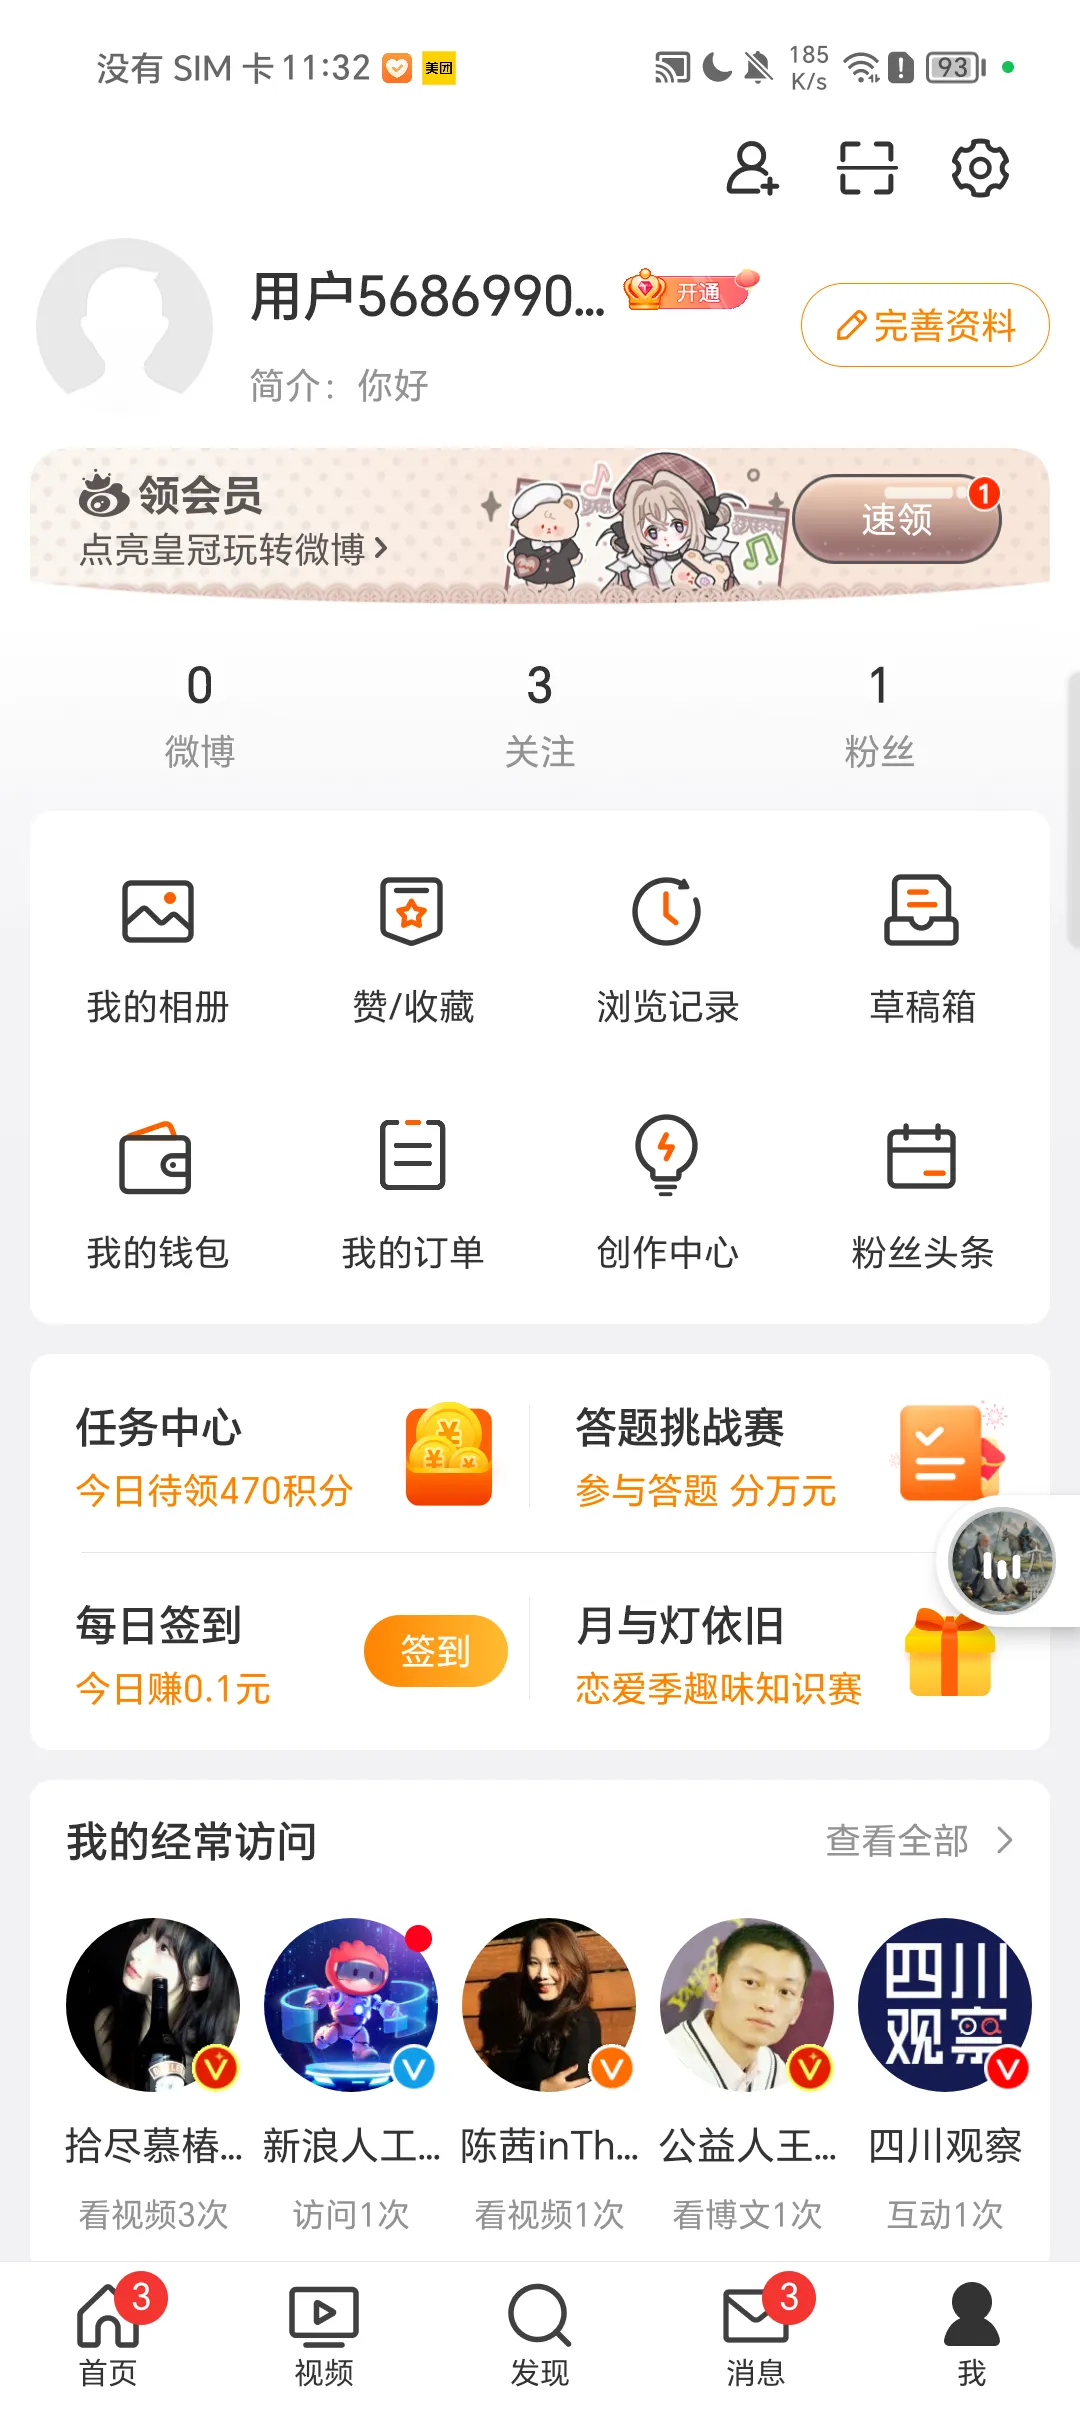 没有 SIM 卡 11:32 美团 185 K/s 93
用户5686990... 开通
完善资料
简介：你好
领会员
点亮皇冠玩转微博
速领 1
0 3 1
微博 关注 粉丝
我的相册 赞/收藏 浏览记录 草稿箱
我的钱包 我的订单 创作中心 粉丝头条
任务中心 答题挑战赛
今日待领470积分 参与答题 分万元
每日签到 签到 月与灯依旧
今日赚0.1元 恋爱季趣味知识赛
我的经常访问 查看全部
四川
观察
拾尽慕椿... 新浪人工... 陈茜inTh... 公益人王... 四川观察
看视频3次 访问1次 看视频1次 看博文1次 互动1次
3 3
首页 视频 发现 消息 我